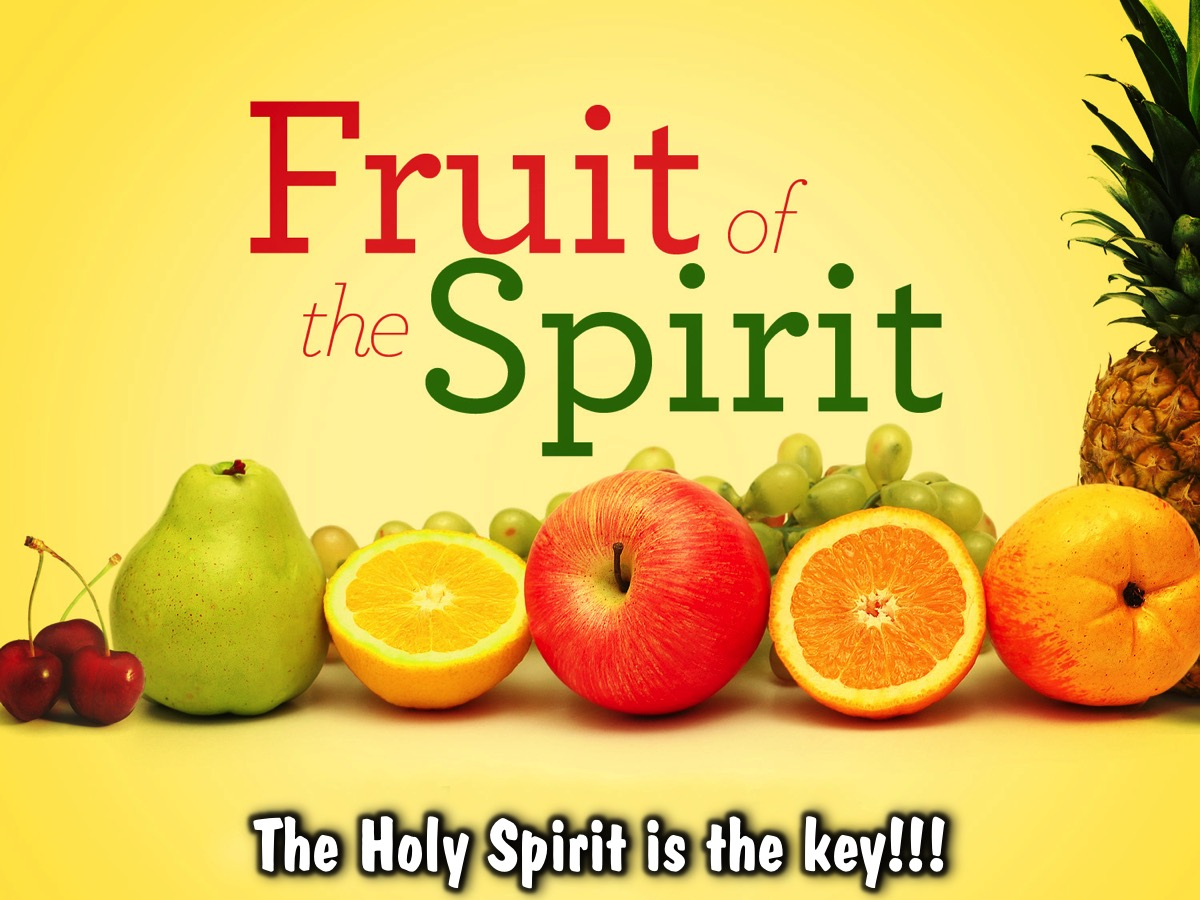 Fruit of
the Spirit
The Holy Spirit is the key!!!